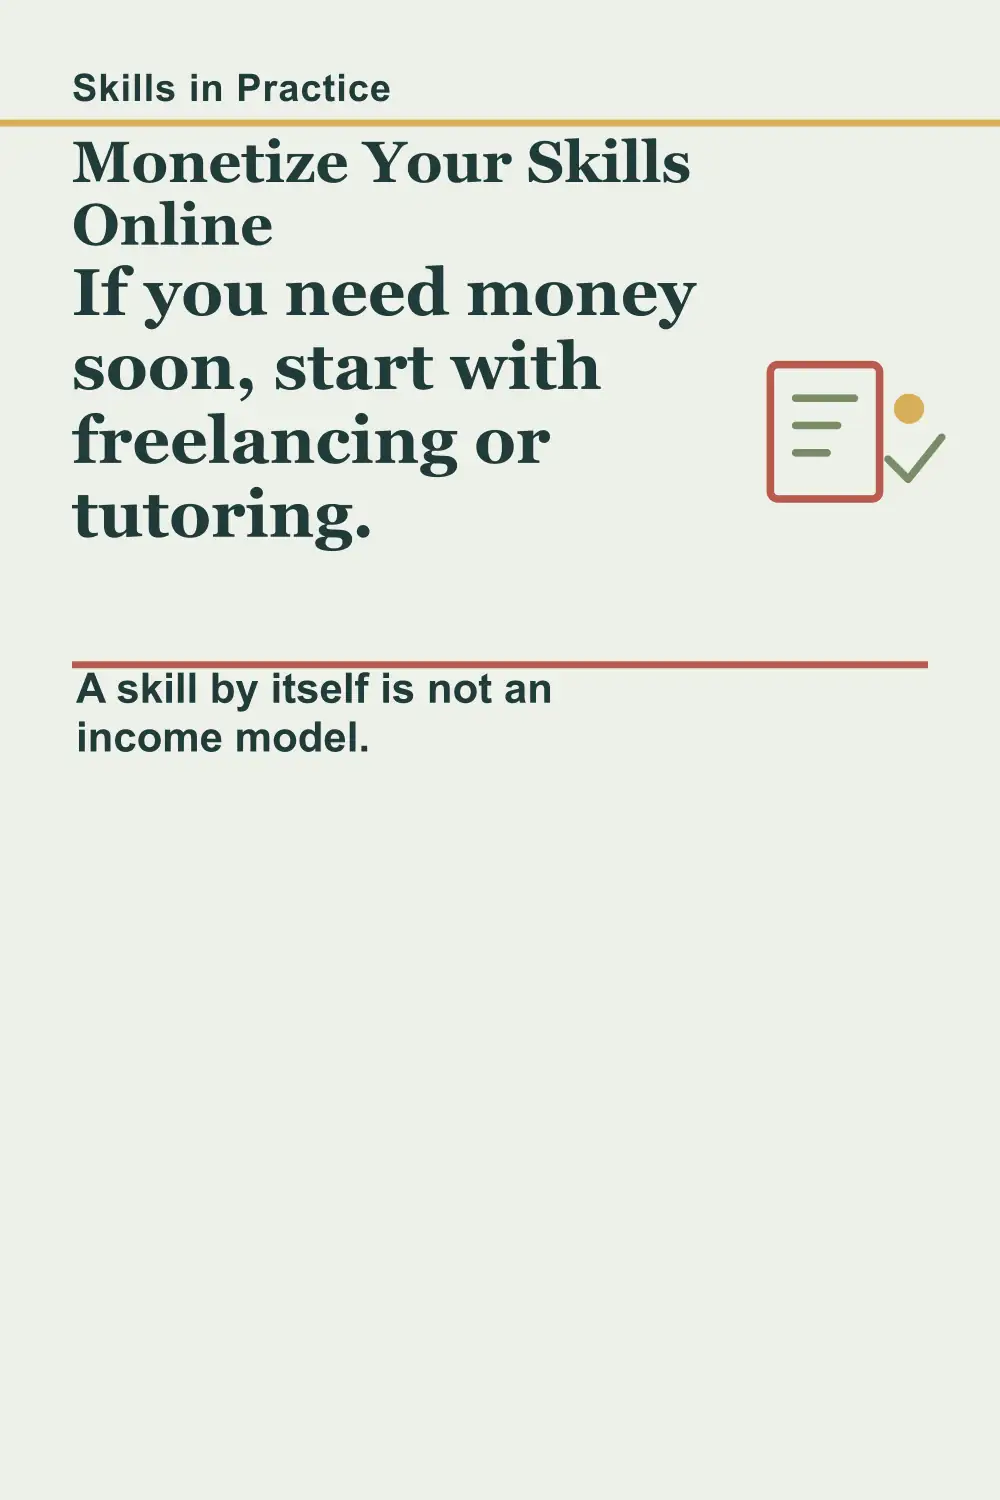 Skills in Practice
Monetize Your Skills
Online
If you need money
soon, start with
freelancing or
tutoring.
A skill by itself is not an
income model.